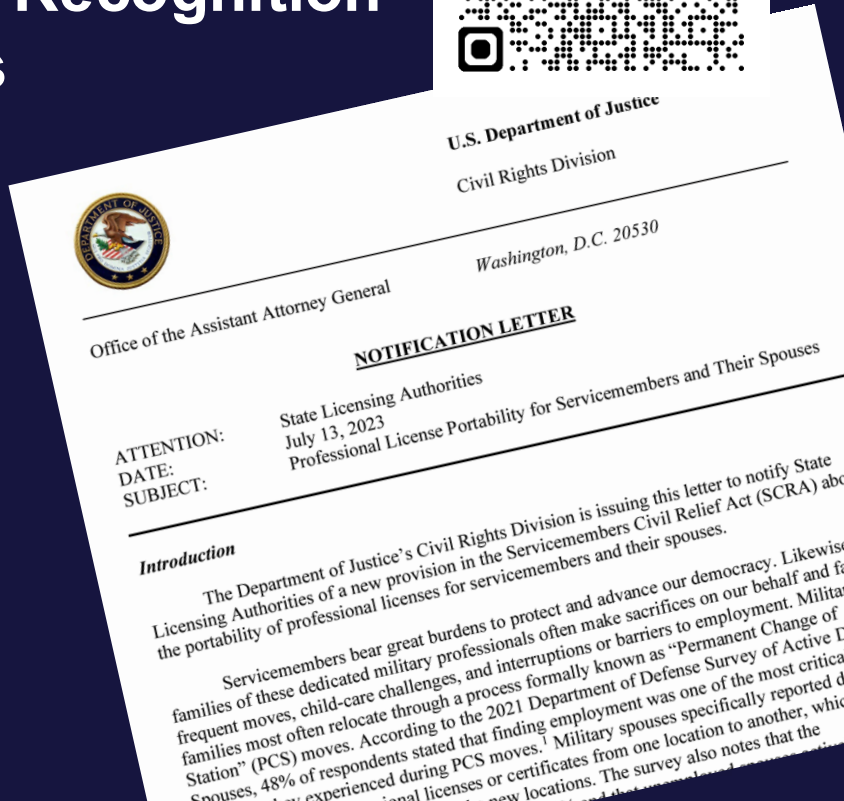 Recognition
s
U.S. Department of Justice
Civil Rights Division
DEPARTMENT OF JUSTICE
Washington, D.C. 20530
Office of the Assistant Attorney General
NOTIFICATION LETTER
ATTENTION: State Licensing Authorities
DATE: July 13, 2023
SUBJECT: Professional License Portability for Servicemembers and Their Spouses
Introduction
The Department of Justice’s Civil Rights Division is issuing this letter to notify State
Licensing Authorities of a new provision in the Servicemembers Civil Relief Act (SCRA) abo
the portability of professional licenses for servicemembers and their spouses.
Servicemembers bear great burdens to protect and advance our democracy. Likewise
families of these dedicated military professionals often make sacrifices on our behalf and fa
frequent moves, child-care challenges, and interruptions or barriers to employment. Milita
families most often relocate through a process formally known as “Permanent Change of
Station” (PCS) moves. According to the 2021 Department of Defense Survey of Active D
Spouses, 48% of respondents stated that finding employment was one of the most critica
experienced during PCS moves.1 Military spouses specifically reported d
onal licenses or certificates from one location to another, whic
new locations. The survey also notes that the